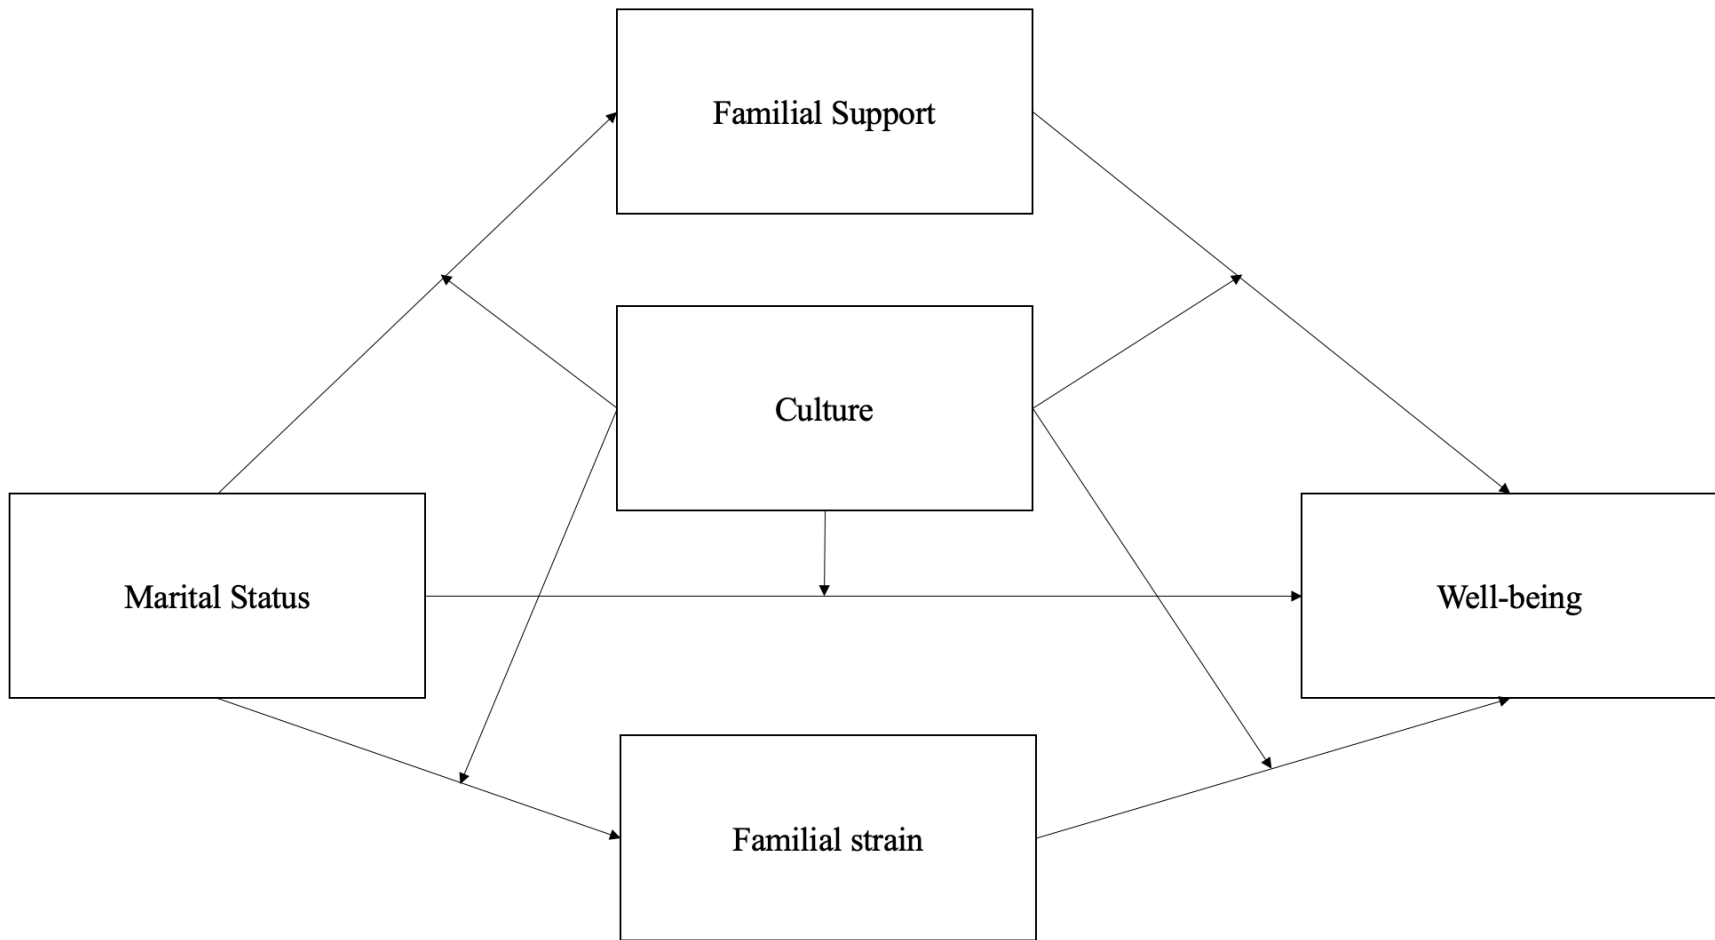 Familial Support
Culture
Marital Status
Well-being
Familial strain